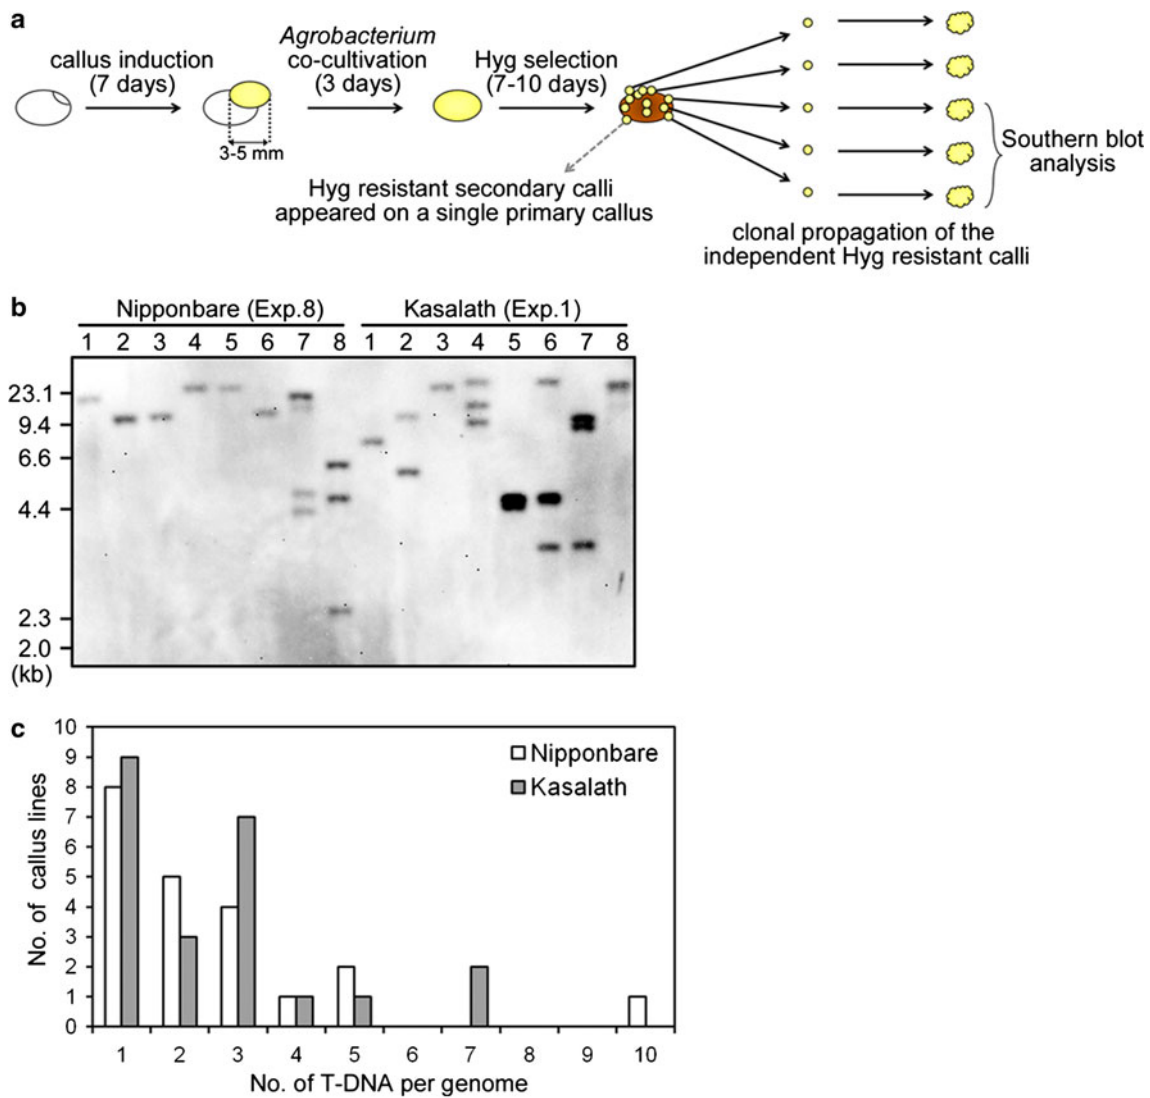 a
callus induction
(7 days)
3-5 mm
Agrobacterium
co-cultivation
(3 days)
Hyg selection
(7-10 days)
Hyg resistant secondary calli
appeared on a single primary callus
Southern blot
analysis
clonal propagation of the
independent Hyg resistant calli
b
Nipponbare (Exp.8) Kasalath (Exp.1)
1 2 3 4 5 6 7 8 1 2 3 4 5 6 7 8
23.1
9.4
6.6
4.4
2.3
2.0
(kb)
c
No. of callus lines
10
9
8
7
6
5
4
3
2
1
0
Nipponbare
Kasalath
1 2 3 4 5 6 7 8 9 10
No. of T-DNA per genome